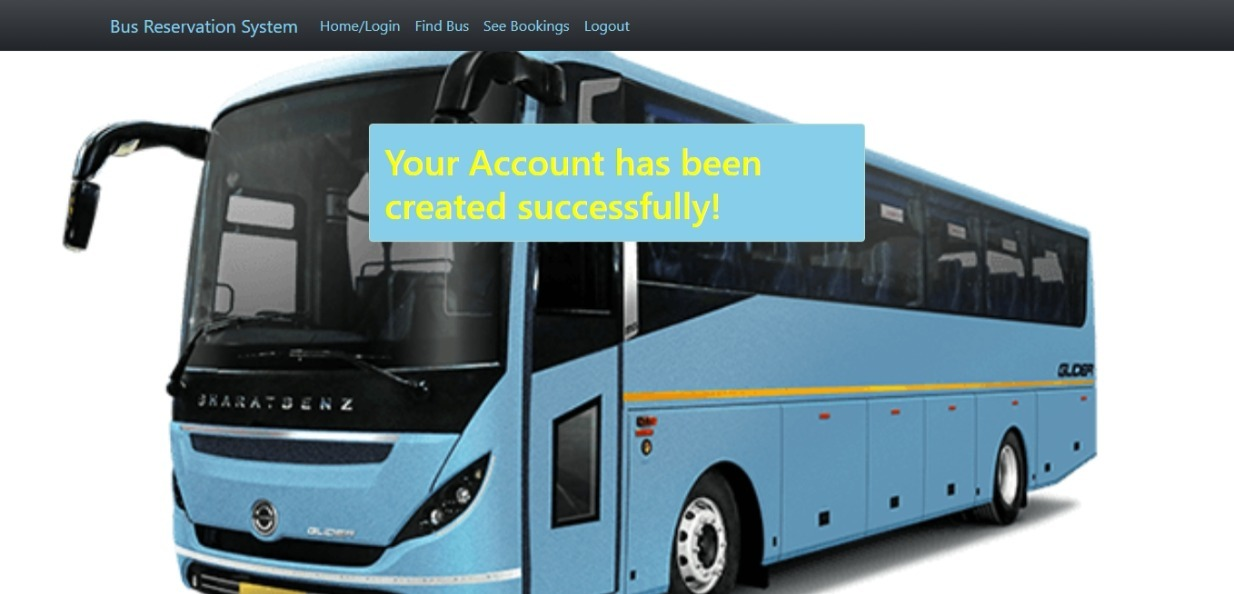 Bus Reservation System Home/Login Find Bus See Bookings Logout
Your Account has been
created successfully!
GLIDER
BHARATBENZ
GLIDER